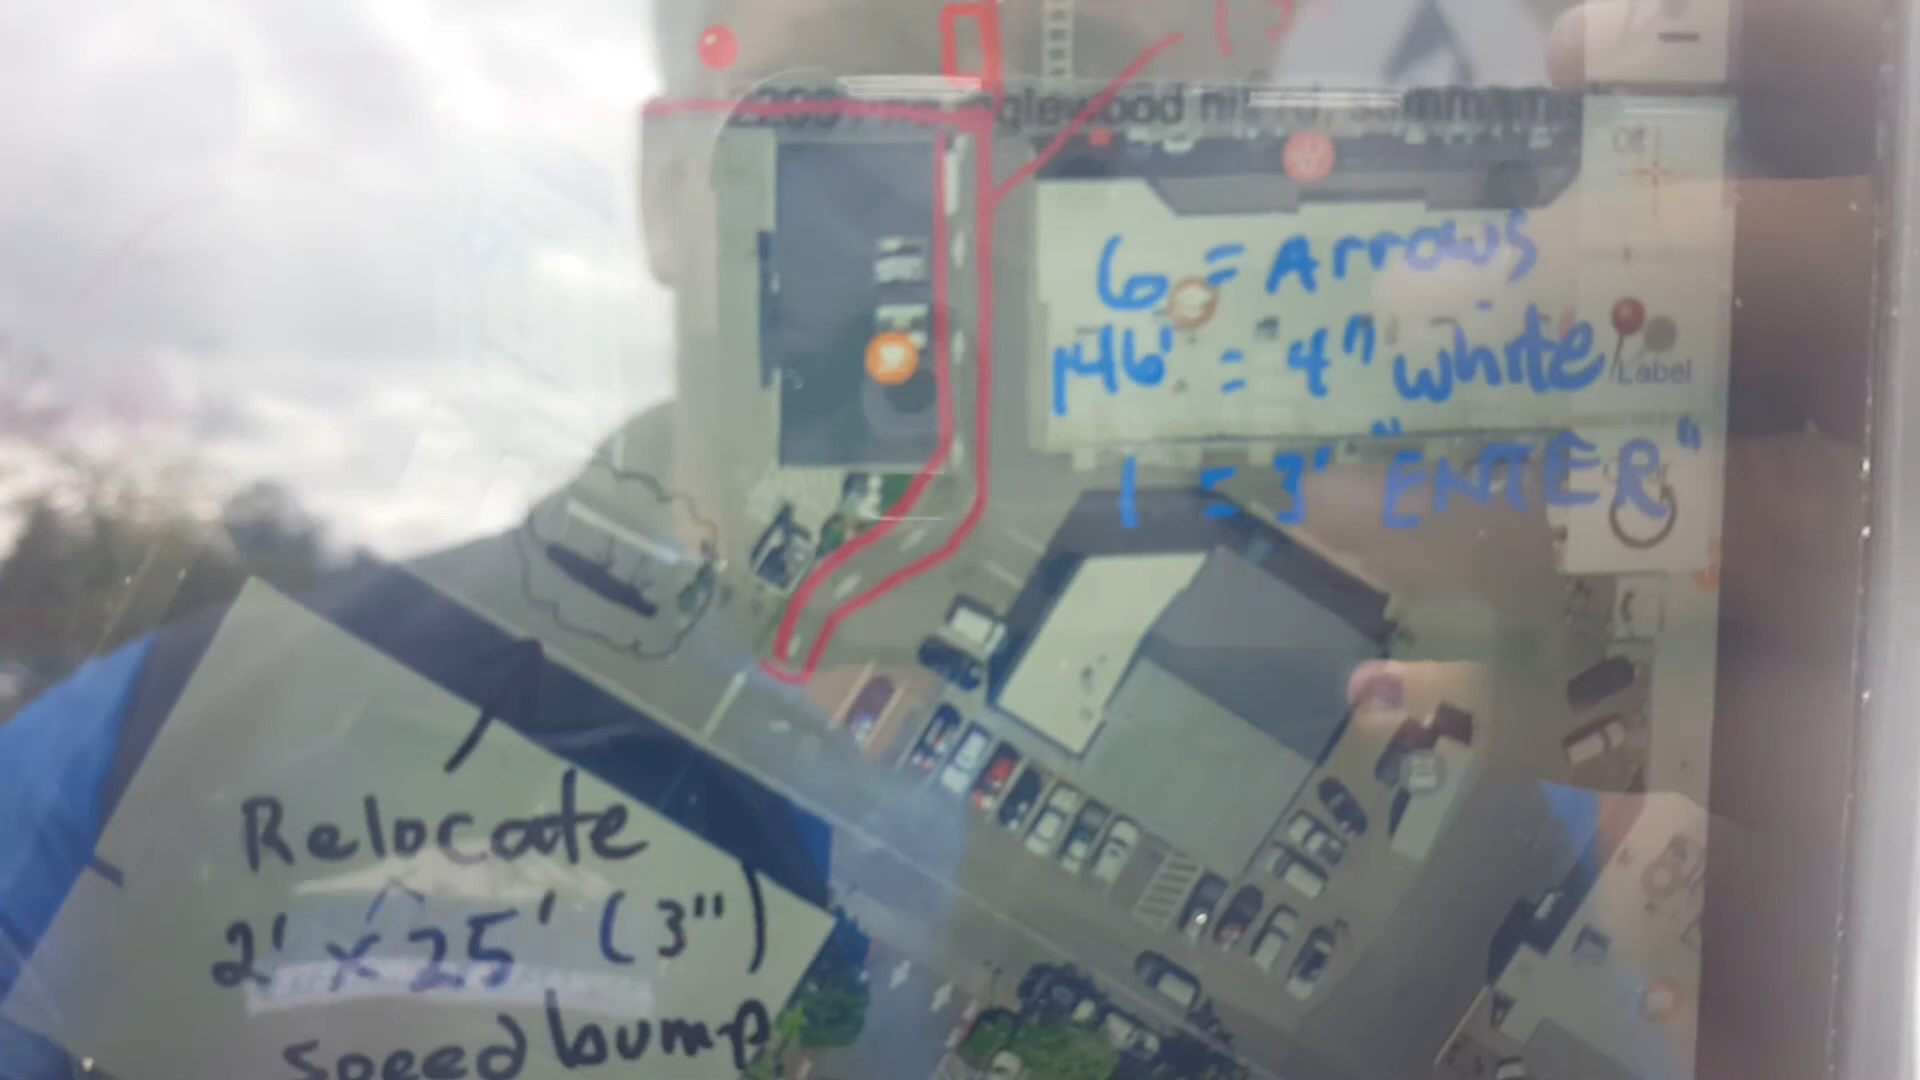 6 = Arrows
146' = 4" white
Label
1 = 3' "ENTER"
Relocate
2' x 25' (3")
speed bump